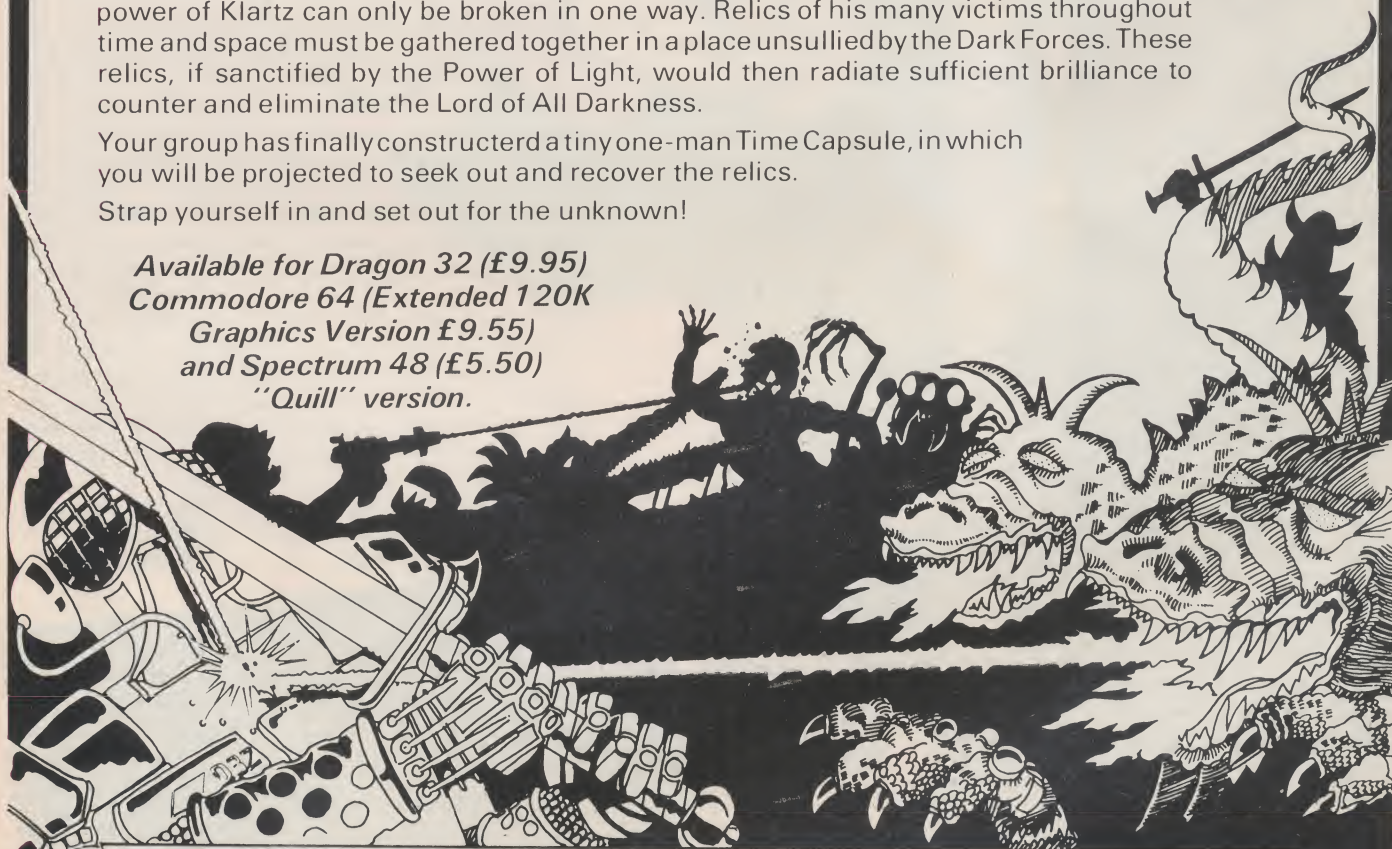 power of Klartz can only be broken in one way. Relics of his many victims throughout
time and space must be gathered together in a place unsullied by the Dark Forces. These
relics, if sanctified by the Power of Light, would then radiate sufficient brilliance to
counter and eliminate the Lord of All Darkness.
Your group has finally constructerd a tiny one-man Time Capsule, in which
you will be projected to seek out and recover the relics.
Strap yourself in and set out for the unknown!
Available for Dragon 32 (£9.95)
Commodore 64 (Extended 120K
Graphics Version £9.55)
and Spectrum 48 (£5.50)
"Quill" version.